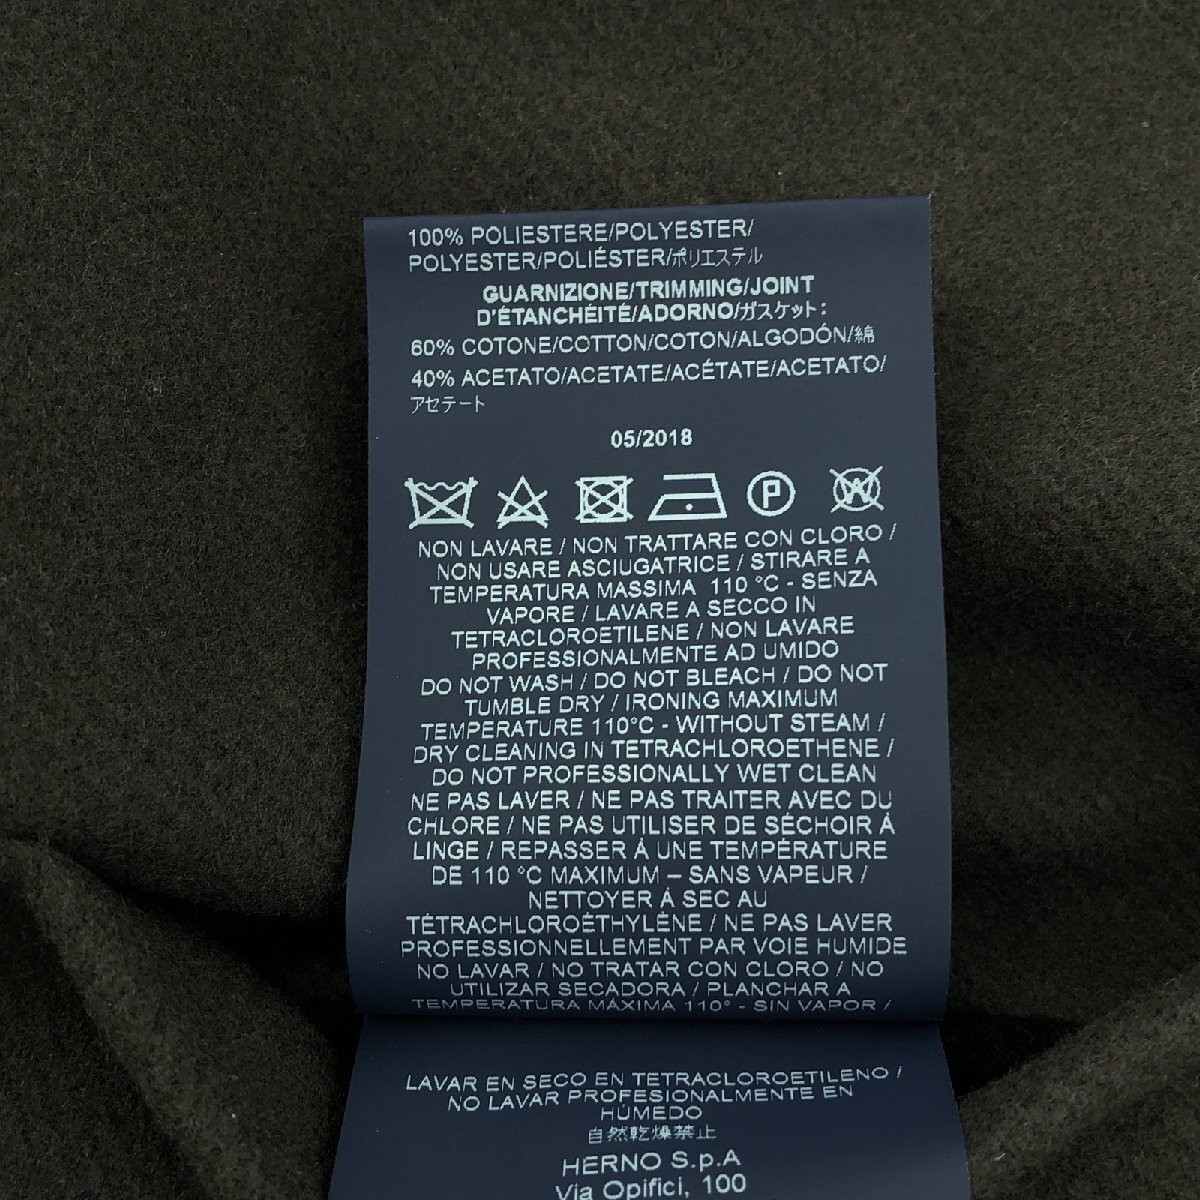 100% POLIESTERE/POLYESTER/
POLYESTER/POLIÉSTER/ポリエステル
GUARNIZIONE/TRIMMING/JOINT
D'ÉTANCHÉITÉ/ADORNO/ガスケット:
60% COTONE/COTTON/COTON/ALGODÓN/綿
40% ACETATO/ACETATE/ACÉTATE/ACETATO/
アセテート
05/2018
P W
NON LAVARE / NON TRATTARE CON CLORO /
NON USARE ASCIUGATRICE / STIRARE A
TEMPERATURA MASSIMA 110 °C - SENZA
VAPORE / LAVARE A SECCO IN
TETRACLOROETILENE / NON LAVARE
PROFESSIONALMENTE AD UMIDO
DO NOT WASH / DO NOT BLEACH / DO NOT
TUMBLE DRY / IRONING MAXIMUM
TEMPERATURE 110°C - WITHOUT STEAM /
DRY CLEANING IN TETRACHLOROETHENE /
DO NOT PROFESSIONALLY WET CLEAN
NE PAS LAVER / NE PAS TRAITER AVEC DU
CHLORE / NE PAS UTILISER DE SÉCHOIR À
LINGE / REPASSER À UNE TEMPÉRATURE
DE 110 °C MAXIMUM – SANS VAPEUR /
NETTOYER À SEC AU
TÉTRACHLOROÉTHYLÈNE / NE PAS LAVER
PROFESSIONNELLEMENT PAR VOIE HUMIDE
NO LAVAR / NO TRATAR CON CLORO / NO
UTILIZAR SECADORA / PLANCHAR A
TEMPERATURA MÁXIMA 110° - SIN VAPOR /
LAVAR EN SECO EN TETRACLOROETILENO /
NO LAVAR PROFESIONALMENTE EN
HÚMEDO
自然乾燥禁止
HERNO S.p.A
Via Opifici, 100